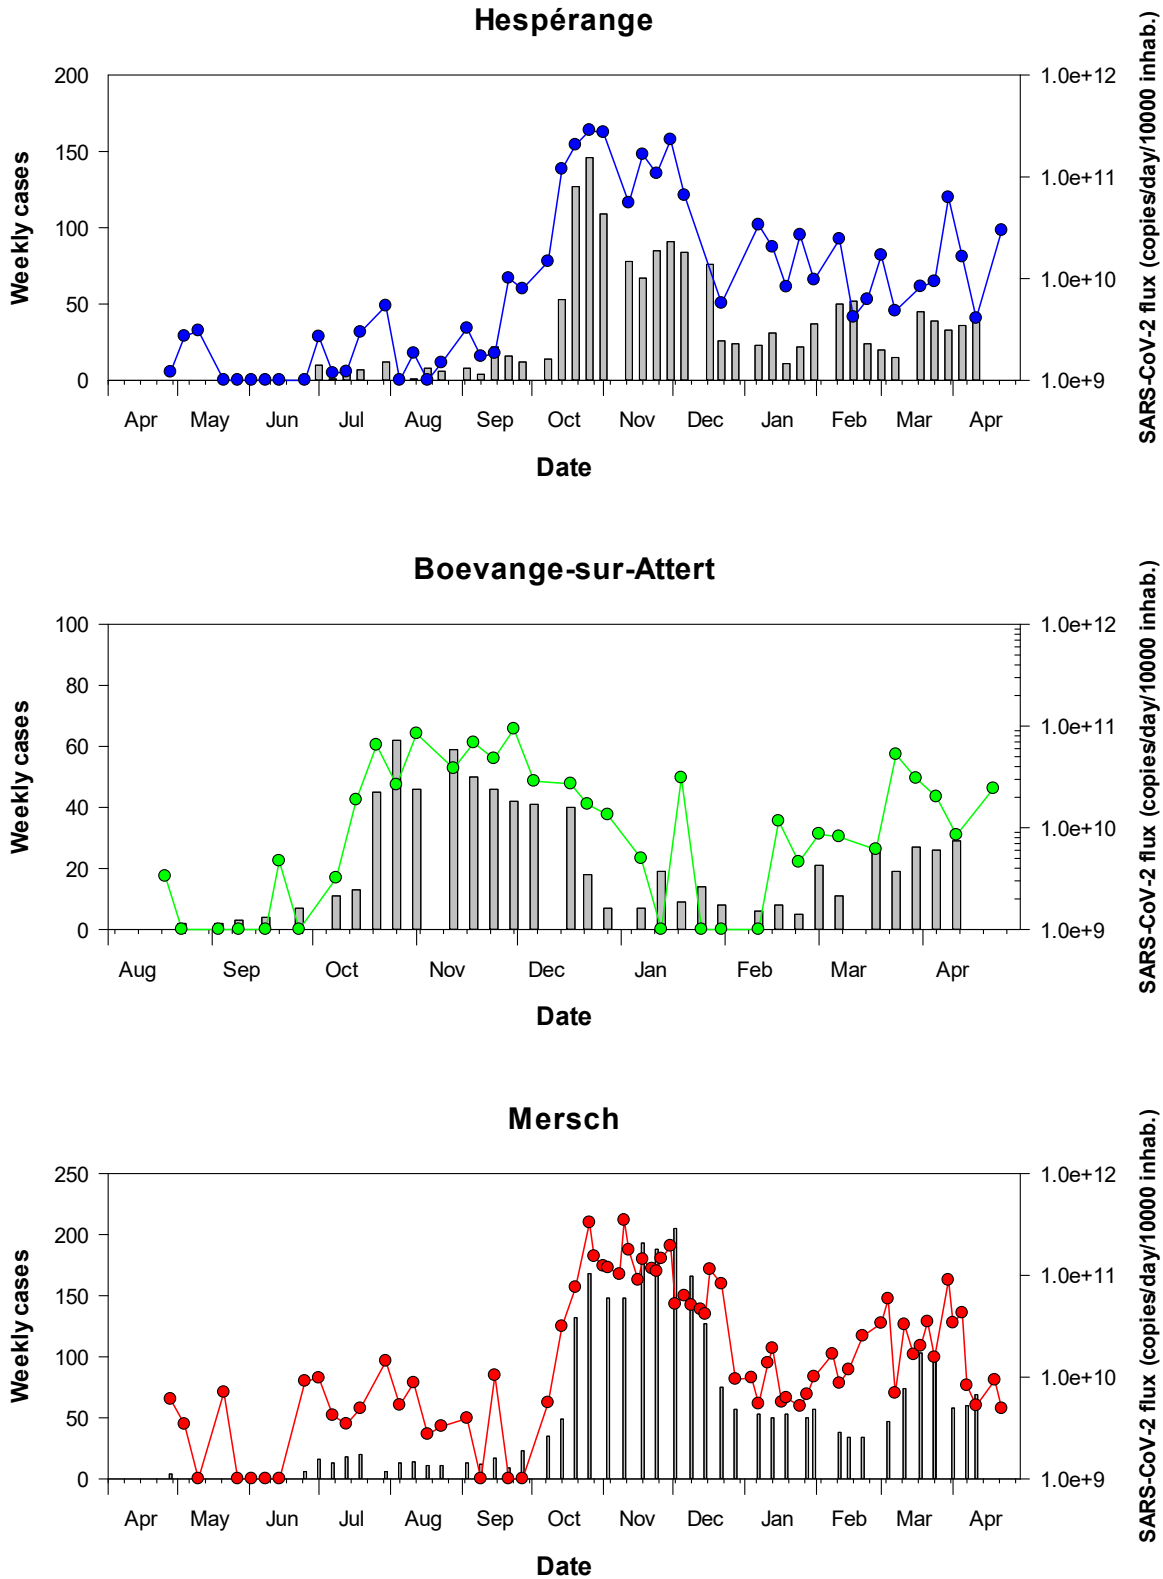 Hespérange
200
150
100
50
0
Weekly cases
1.0e+12
1.0e+11
1.0e+10
1.0e+9
SARS-CoV-2 flux (copies/day/10000 inhab.)
Apr May Jun Jul Aug Sep Oct Nov Dec Jan Feb Mar Apr
Date
Boevange-sur-Attert
100
80
60
40
20
0
Weekly cases
1.0e+12
1.0e+11
1.0e+10
1.0e+9
SARS-CoV-2 flux (copies/day/10000 inhab.)
Aug Sep Oct Nov Dec Jan Feb Mar Apr
Date
Mersch
250
200
150
100
50
0
Weekly cases
1.0e+12
1.0e+11
1.0e+10
1.0e+9
SARS-CoV-2 flux (copies/day/10000 inhab.)
Apr May Jun Jul Aug Sep Oct Nov Dec Jan Feb Mar Apr
Date